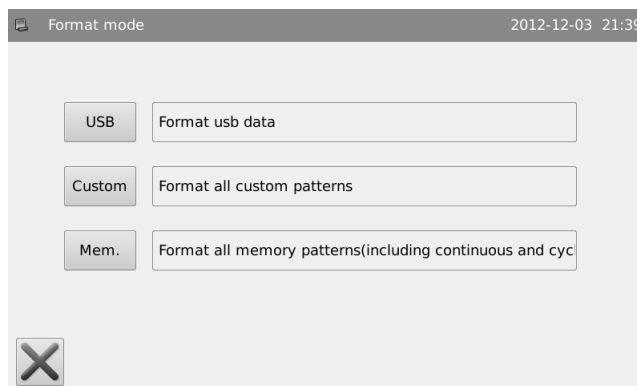 Format mode 2012-12-03 21:39
USB Format usb data
Custom Format all custom patterns
Mem. Format all memory patterns(including continuous and cyc